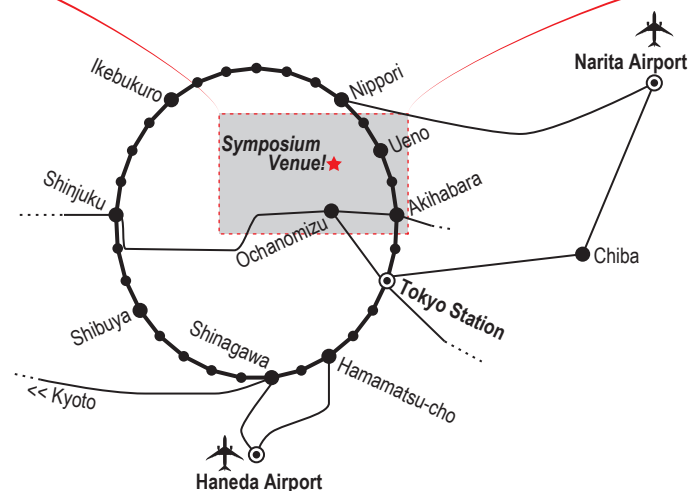 Narita Airport
Ikebukuro
Nippori
Ueno
Symposium
Venue!
Shinjuku
Akihabara
Ochanomizu
Chiba
Tokyo Station
Shibuya
Shinagawa
Hamamatsu-cho
<< Kyoto
Haneda Airport